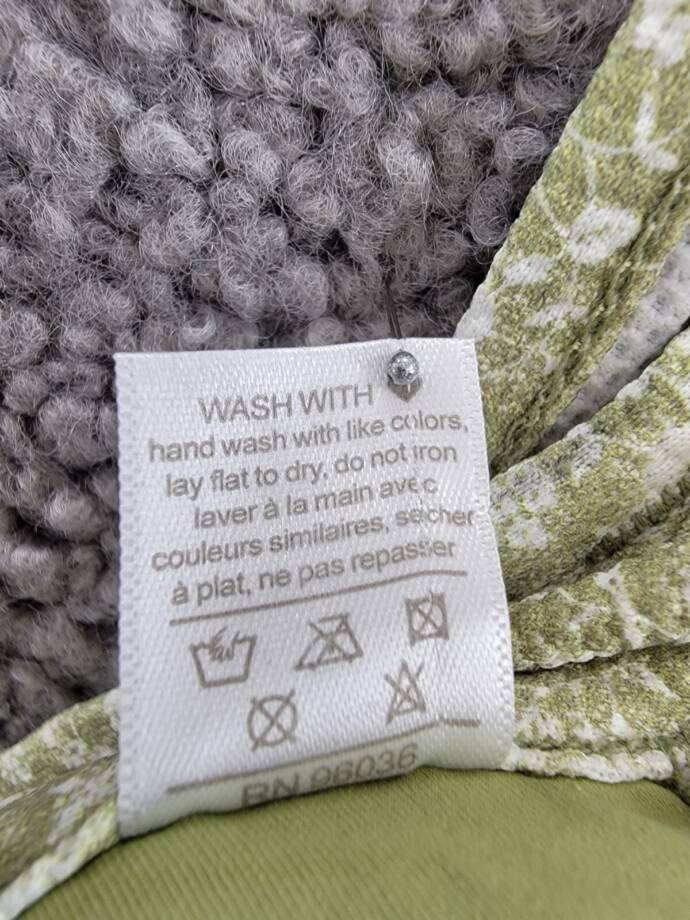 WASH WITH
hand wash with like colors,
lay flat to dry, do not iron
laver à la main avec
couleurs similaires, secher
à plat, ne pas repasser
RN 96036